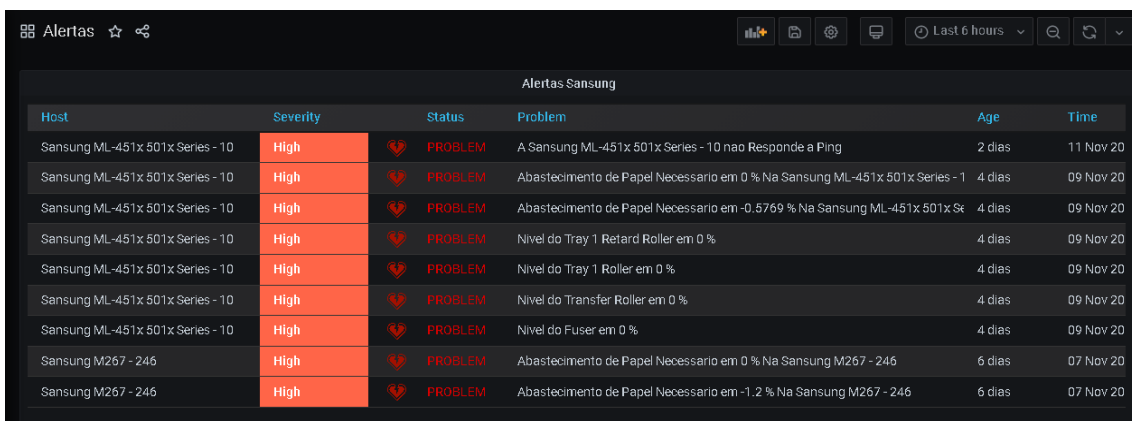 Alertas
Last 6 hours
Alertas Sansung
Host Severity Status Problem Age Time
Sansung ML-451x 501x Series - 10 High PROBLEM A Sansung ML-451x 501x Series - 10 nao Responde a Ping 2 dias 11 Nov 20
Sansung ML-451x 501x Series - 10 High PROBLEM Abastecimento de Papel Necessario em 0 % Na Sansung ML-451x 501x Series - 1 4 dias 09 Nov 20
Sansung ML-451x 501x Series - 10 High PROBLEM Abastecimento de Papel Necessario em -0.5769 % Na Sansung ML-451x 501x Se 4 dias 09 Nov 20
Sansung ML-451x 501x Series - 10 High PROBLEM Nivel do Tray 1 Retard Roller em 0 % 4 dias 09 Nov 20
Sansung ML-451x 501x Series - 10 High PROBLEM Nivel do Tray 1 Roller em 0 % 4 dias 09 Nov 20
Sansung ML-451x 501x Series - 10 High PROBLEM Nivel do Transfer Roller em 0 % 4 dias 09 Nov 20
Sansung ML-451x 501x Series - 10 High PROBLEM Nivel do Fuser em 0 % 4 dias 09 Nov 20
Sansung M267 - 246 High PROBLEM Abastecimento de Papel Necessario em 0 % Na Sansung M267 - 246 6 dias 07 Nov 20
Sansung M267 - 246 High PROBLEM Abastecimento de Papel Necessario em -1.2 % Na Sansung M267 - 246 6 dias 07 Nov 20